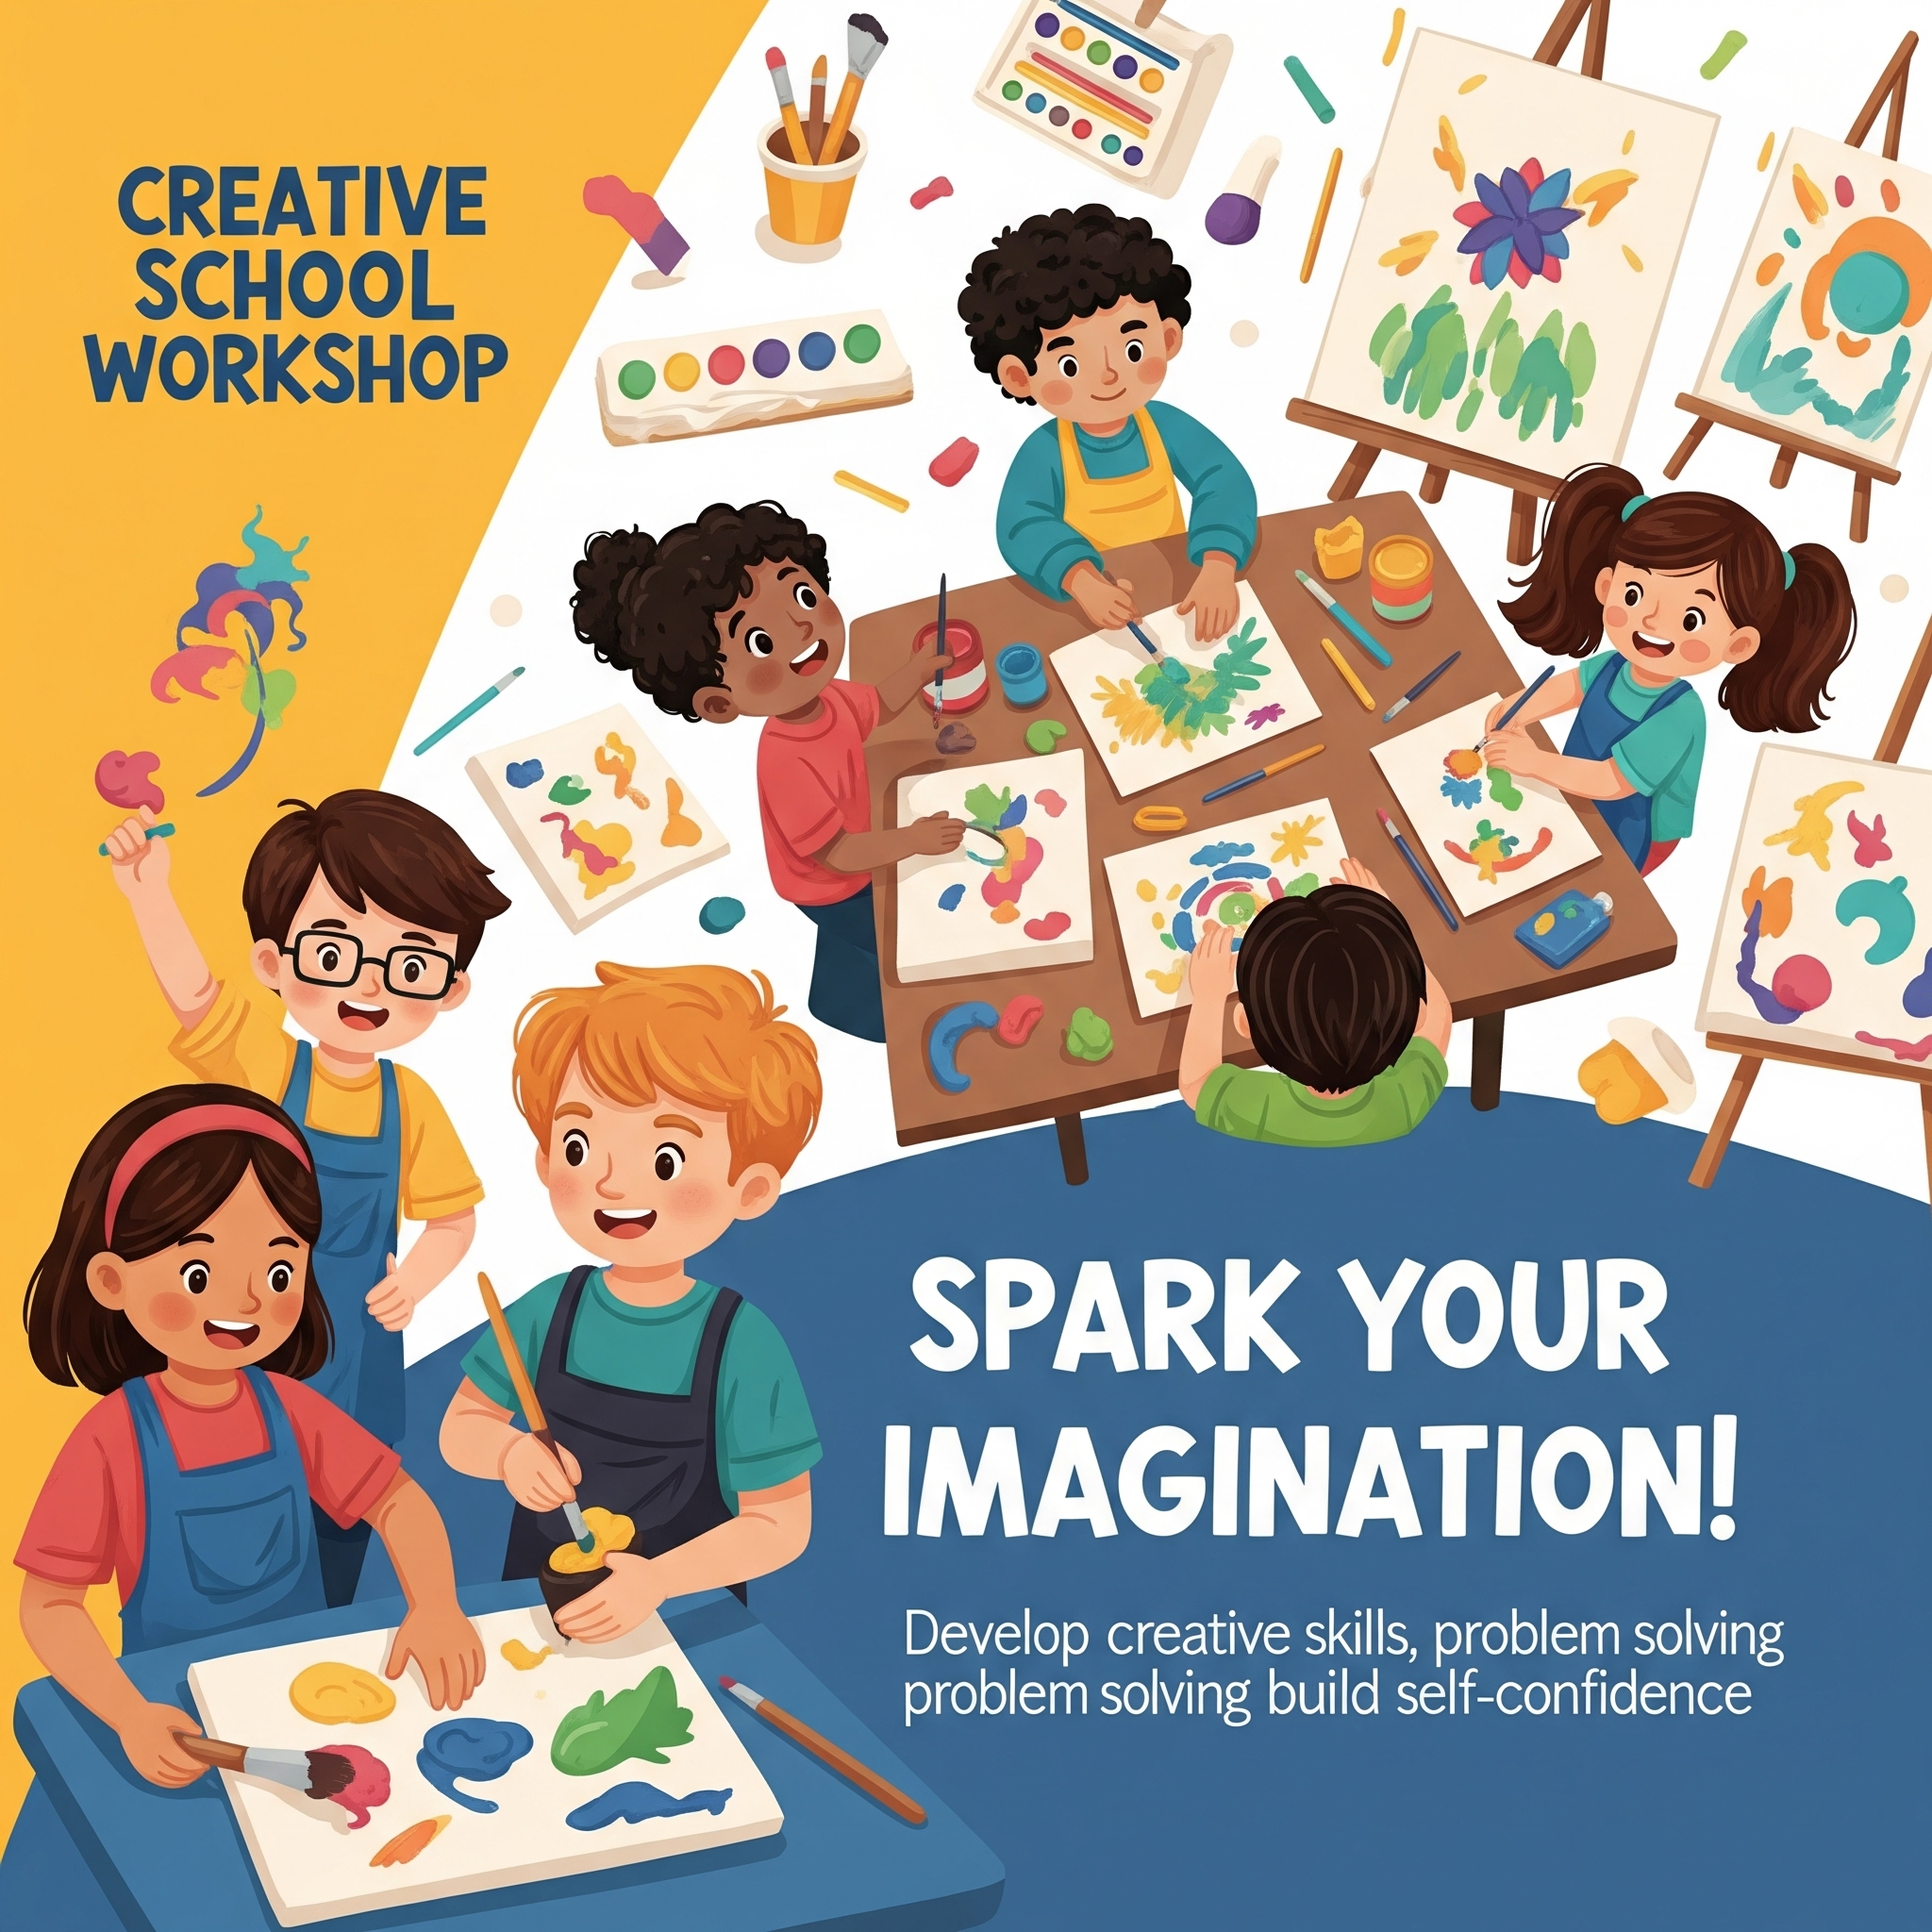 CREATIVE
SCHOOL
WORKSHOP
SPARK YOUR
IMAGINATION!
Develop creative skills, problem solving
problem solving build self-confidence